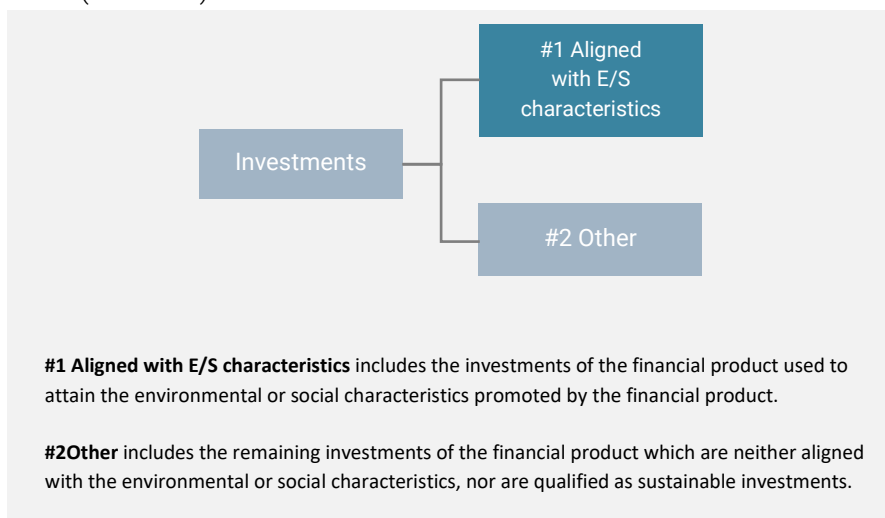 #1 Aligned
with E/S
characteristics
Investments
#2 Other
#1 Aligned with E/S characteristics includes the investments of the financial product used to
attain the environmental or social characteristics promoted by the financial product.
#2Other includes the remaining investments of the financial product which are neither aligned
with the environmental or social characteristics, nor are qualified as sustainable investments.